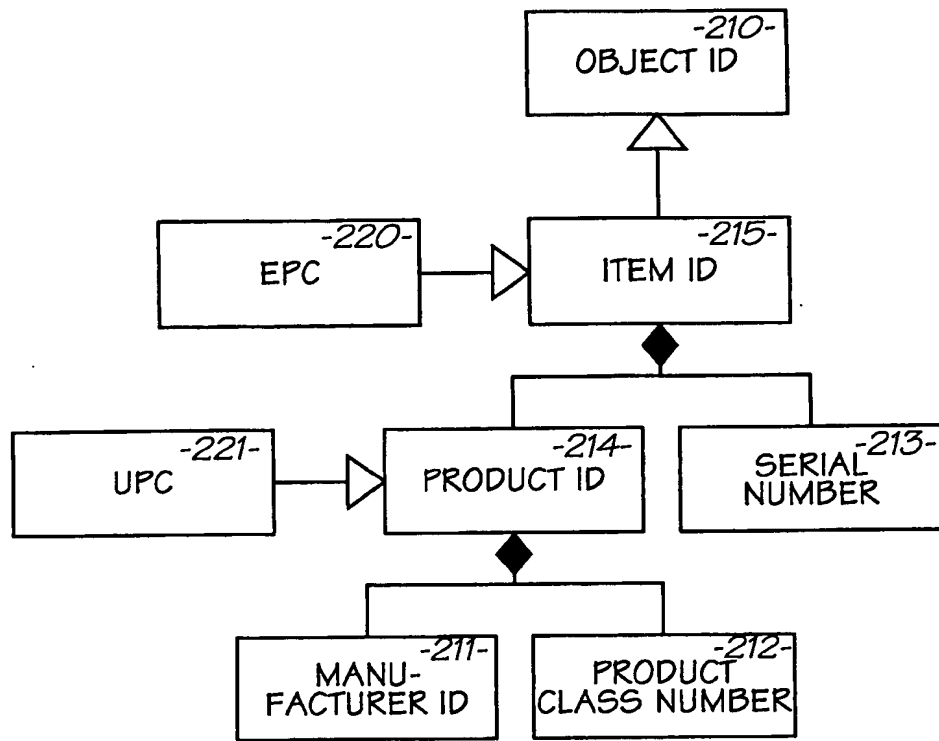 -210-
OBJECT ID
-220-
EPC
-215-
ITEM ID
-221-
UPC
-214-
PRODUCT ID
-213-
SERIAL
NUMBER
-211-
MANU-
FACTURER ID
-212-
PRODUCT
CLASS NUMBER